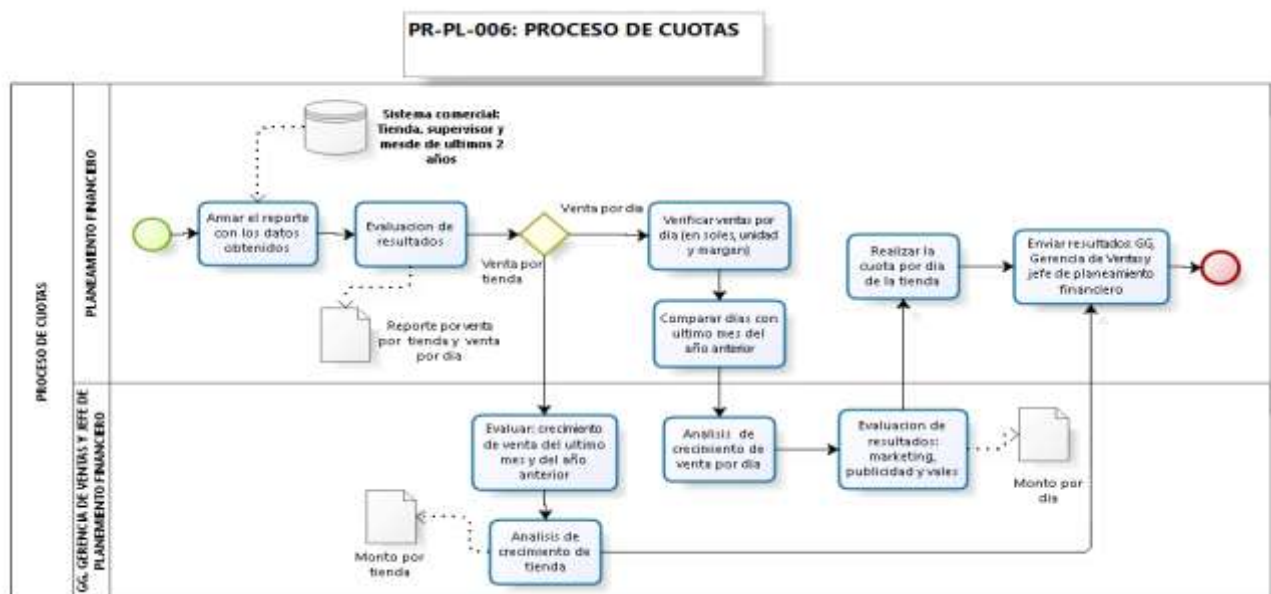 PR-PL-006: PROCESO DE CUOTAS
PROCESO DE CUOTAS
PLANEAMIENTO FINANCIERO
Sistema comercial:
Tienda, supervisor y
mesde de ultimos 2
años
Armar el reporte
con los datos
obtenidos
Evaluacion de
resultados
Reporte por venta
por tienda y venta
por dia
Venta por dia
Venta por
tienda
Verificar ventas por
dia (en soles, unidad
y margan)
Comparar dias con
ultimo mes del
año anterior
Realizar la
cuota por dia
de la tienda
Enviar resultados: GG,
Gerencia de Ventas y
jefe de planeamiento
financiero
GG. GERENCIA DE VENTAS Y JEFE DE
PLANEMIENTO FINANCIERO
Evaluar: crecimiento
de venta del ultimo
mes y del año
anterior
Analisis de
crecimiento de
venta por dia
Evaluacion de
resultados:
marketing,
publicidad y vales
Monto por
dia
Monto por
tienda
Analisis de
crecimiento de
tienda